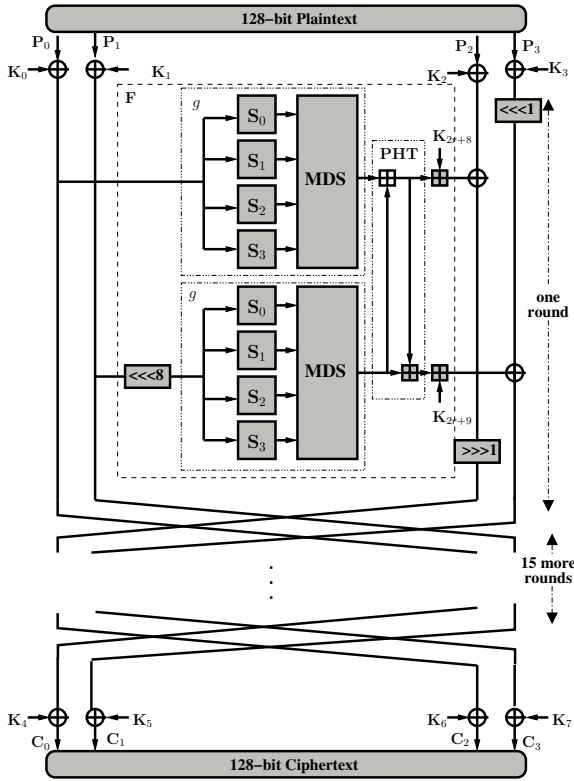 128-bit Plaintext
P0 P1 P2 P3
K0 K1 K2 K3
F
<<<1
g
S0
S1
S2
S3
MDS
PHT
K2r+8
one
round
g
S0
S1
S2
S3
MDS
<<<8
K2r+9
>>>1
15 more
rounds
K4 K5 K6 K7
C0 C1 C2 C3
128-bit Ciphertext